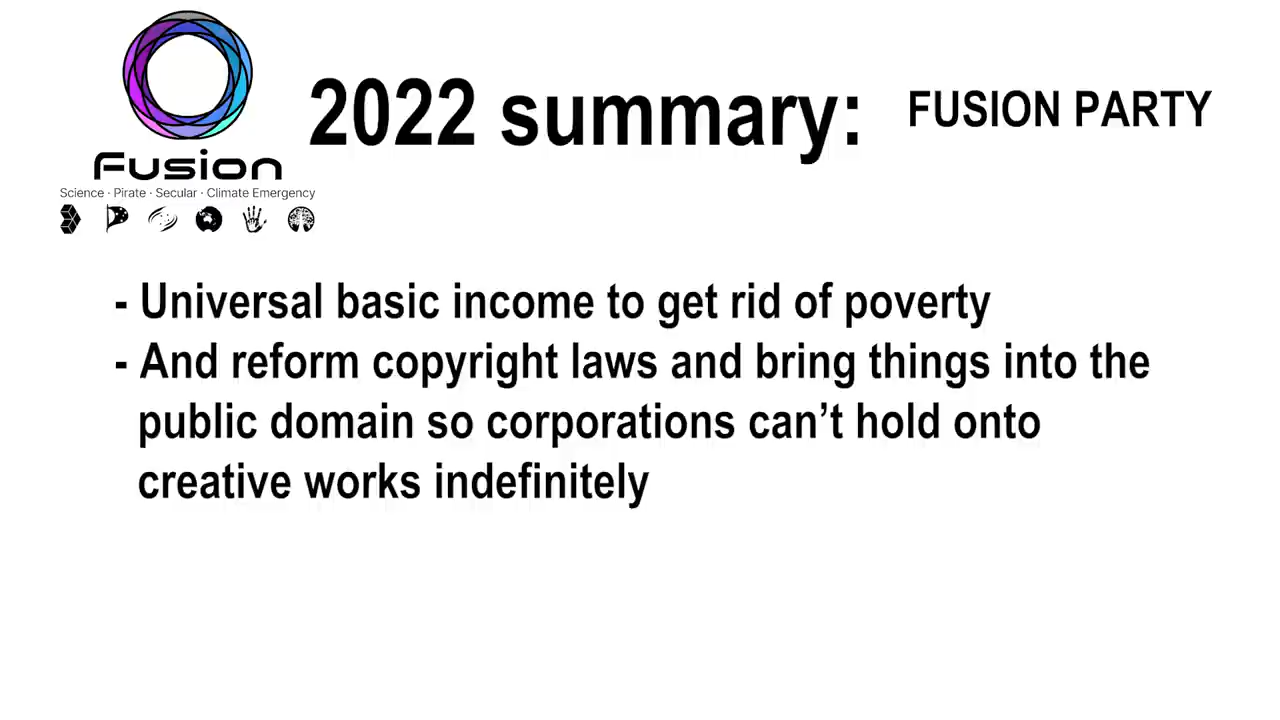 2022 summary: FUSION PARTY
Fusion
Science · Pirate · Secular · Climate Emergency
- Universal basic income to get rid of poverty
- And reform copyright laws and bring things into the
public domain so corporations can’t hold onto
creative works indefinitely